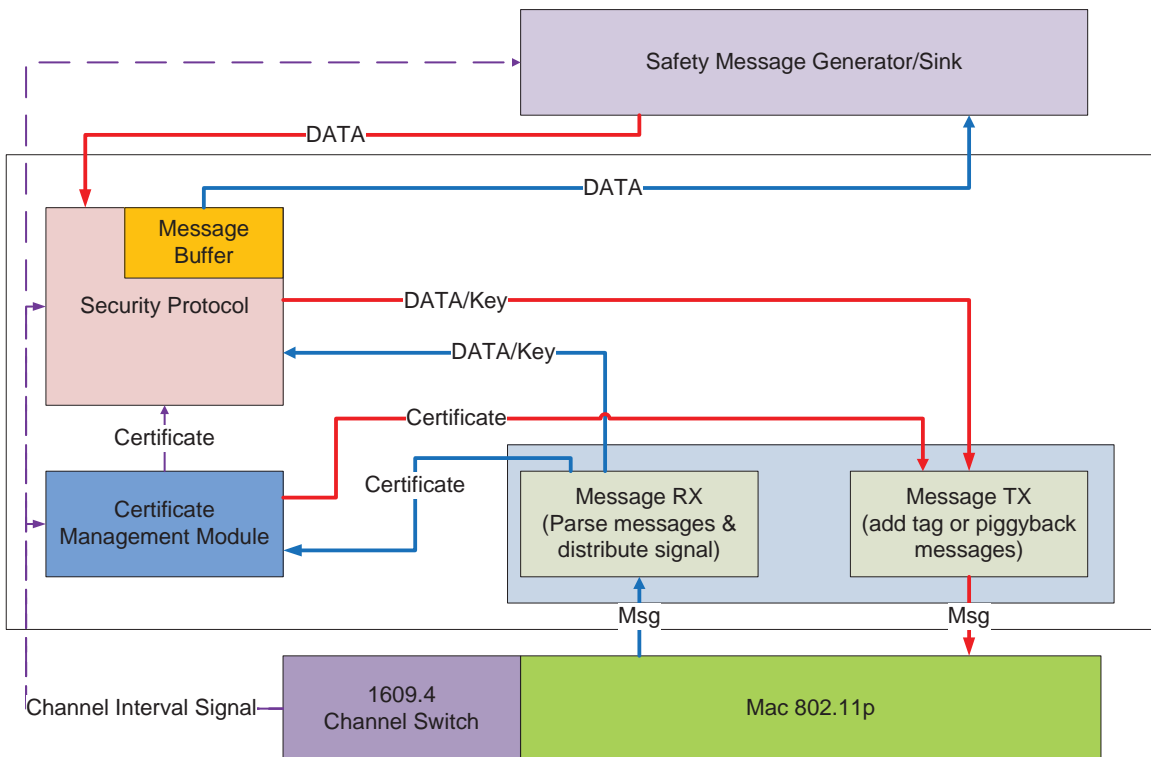 Safety Message Generator/Sink
DATA
DATA
Message
Buffer
Security Protocol
DATA/Key
DATA/Key
Certificate
Certificate
Certificate
Certificate
Management Module
Message RX
(Parse messages &
distribute signal)
Message TX
(add tag or piggyback
messages)
Msg
Msg
Channel Interval Signal
1609.4
Channel Switch
Mac 802.11p